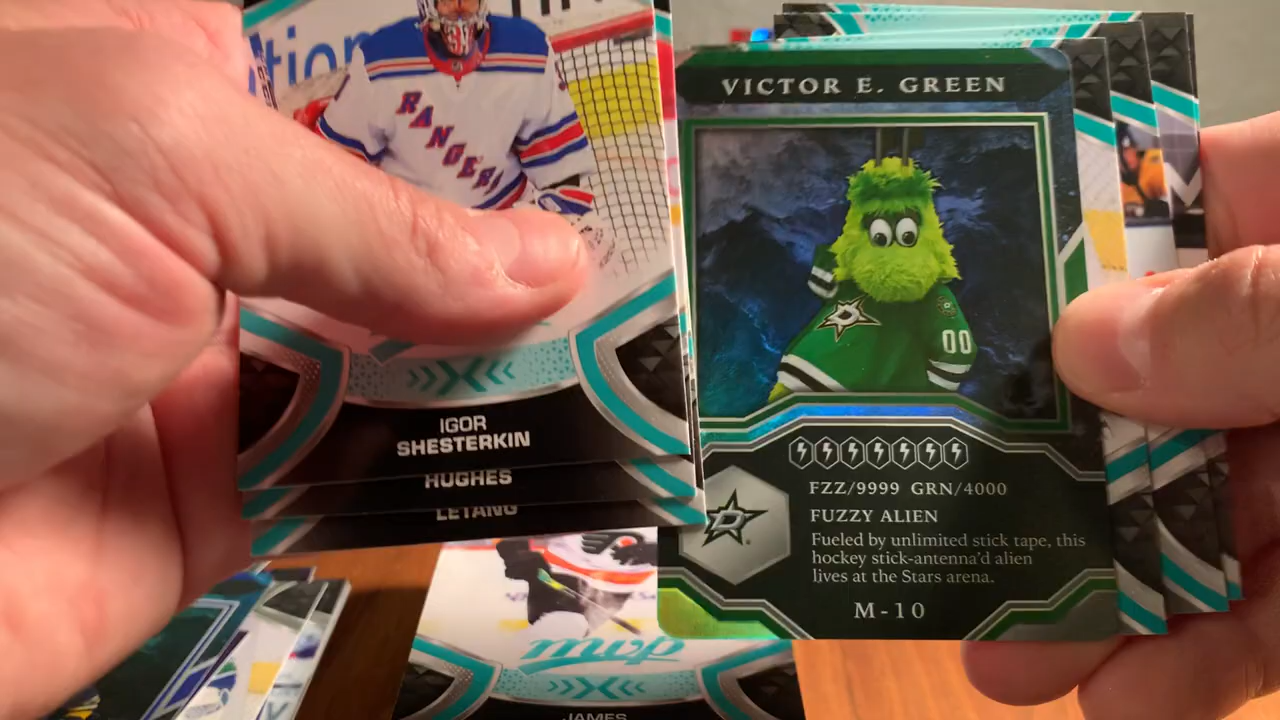 tion
RANGERS
IGOR
SHESTERKIN
HUGHES
LETANG
VICTOR E. GREEN
D
00
FZZ/9999 GRN/4000
FUZZY ALIEN
Fueled by unlimited stick tape, this
hockey stick-antenna'd alien
lives at the Stars arena.
M-10
mvp
JAMES